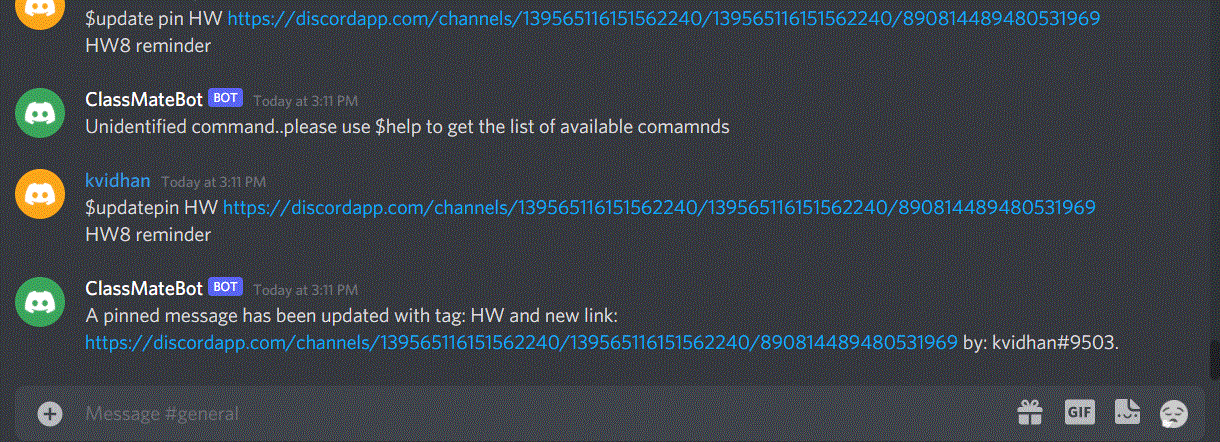 $update pin HW https://discordapp.com/channels/139565116151562240/139565116151562240/890814489480531969
HW8 reminder
ClassMateBot BOT Today at 3:11 PM
Unidentified command..please use $help to get the list of available comamnds
kvidhan Today at 3:11 PM
$updatepin HW https://discordapp.com/channels/139565116151562240/139565116151562240/890814489480531969
HW8 reminder
ClassMateBot BOT Today at 3:11 PM
A pinned message has been updated with tag: HW and new link:
https://discordapp.com/channels/139565116151562240/139565116151562240/890814489480531969 by: kvidhan#9503.
Message #general GIF